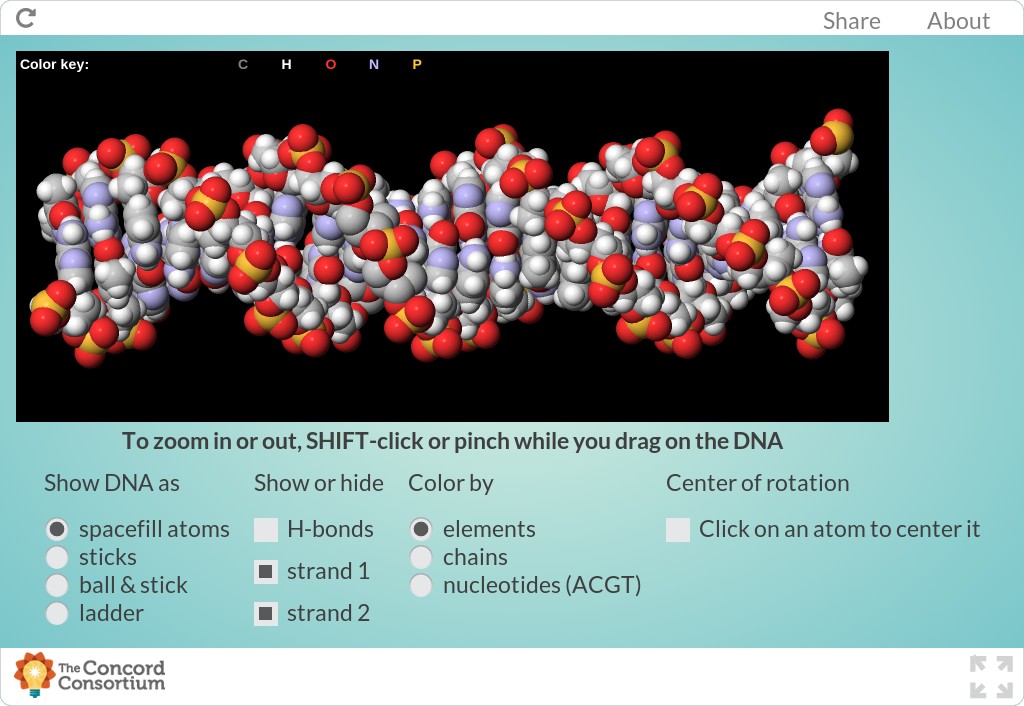 Share About
Color key: C H O N P
To zoom in or out, SHIFT-click or pinch while you drag on the DNA
Show DNA as Show or hide Color by Center of rotation
spacefill atoms H-bonds elements Click on an atom to center it
sticks strand 1 chains
ball & stick nucleotides (ACGT)
ladder strand 2
The Concord
Consortium